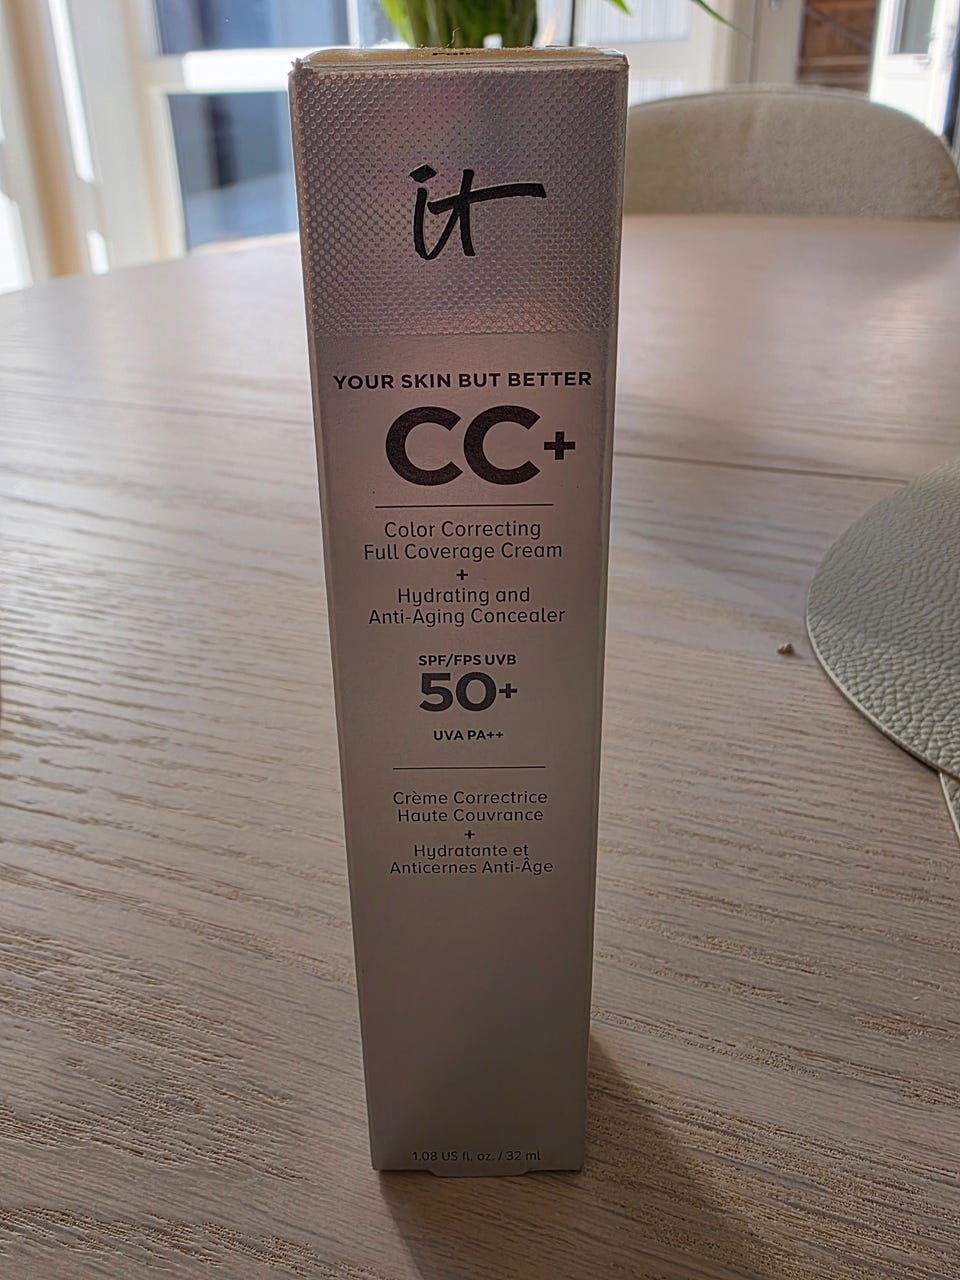 it
YOUR SKIN BUT BETTER
CC+
Color Correcting
Full Coverage Cream
+
Hydrating and
Anti-Aging Concealer
SPF/FPS UVB
50+
UVA PA++
Crème Correctrice
Haute Couvrance
+
Hydratante et
Anticernes Anti-Âge
1.08 US fl. oz. / 32 ml